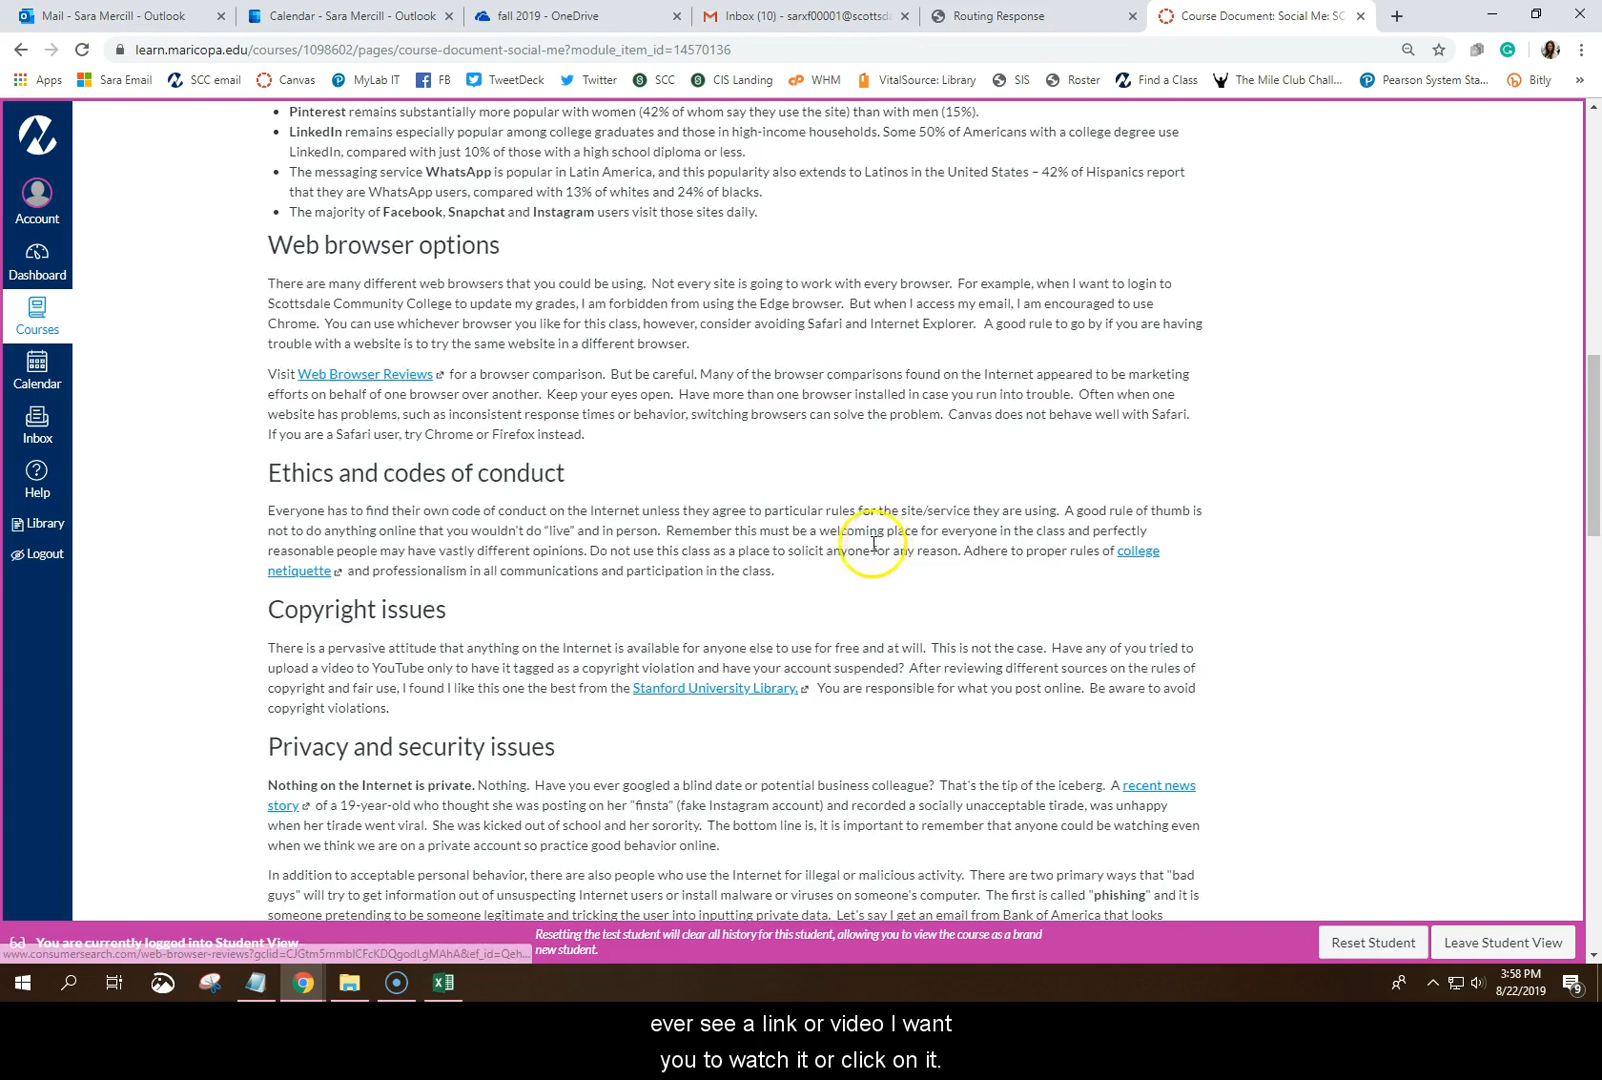 Mail - Sara Mercill - Outlook
Calendar - Sara Mercill - Outlook
fall 2019 - OneDrive
Inbox (10) - sarxf00001@scottsd
Routing Response
Course Document: Social Me: SC
learn.maricopa.edu/courses/1098602/pages/course-document-social-me?module_item_id=14570136
Apps
Sara Email
SCC email
Canvas
MyLab IT
FB
TweetDeck
Twitter
SCC
CIS Landing
WHM
VitalSource: Library
SIS
Roster
Find a Class
The Mile Club Chall...
Pearson System Sta...
Bitly
»
Account
Dashboard
Courses
Calendar
Inbox
Help
Library
Logout
• Pinterest remains substantially more popular with women (42% of whom say they use the site) than with men (15%).
• LinkedIn remains especially popular among college graduates and those in high-income households. Some 50% of Americans with a college degree use
LinkedIn, compared with just 10% of those with a high school diploma or less.
• The messaging service WhatsApp is popular in Latin America, and this popularity also extends to Latinos in the United States – 42% of Hispanics report
that they are WhatsApp users, compared with 13% of whites and 24% of blacks.
• The majority of Facebook, Snapchat and Instagram users visit those sites daily.
Web browser options
There are many different web browsers that you could be using. Not every site is going to work with every browser. For example, when I want to login to
Scottsdale Community College to update my grades, I am forbidden from using the Edge browser. But when I access my email, I am encouraged to use
Chrome. You can use whichever browser you like for this class, however, consider avoiding Safari and Internet Explorer. A good rule to go by if you are having
trouble with a website is to try the same website in a different browser.
Visit Web Browser Reviews for a browser comparison. But be careful. Many of the browser comparisons found on the Internet appeared to be marketing
efforts on behalf of one browser over another. Keep your eyes open. Have more than one browser installed in case you run into trouble. Often when one
website has problems, such as inconsistent response times or behavior, switching browsers can solve the problem. Canvas does not behave well with Safari.
If you are a Safari user, try Chrome or Firefox instead.
Ethics and codes of conduct
Everyone has to find their own code of conduct on the Internet unless they agree to particular rules for the site/service they are using. A good rule of thumb is
not to do anything online that you wouldn't do "live" and in person. Remember this must be a welcoming place for everyone in the class and perfectly
reasonable people may have vastly different opinions. Do not use this class as a place to solicit anyone for any reason. Adhere to proper rules of college
netiquette and professionalism in all communications and participation in the class.
Copyright issues
There is a pervasive attitude that anything on the Internet is available for anyone else to use for free and at will. This is not the case. Have any of you tried to
upload a video to YouTube only to have it tagged as a copyright violation and have your account suspended? After reviewing different sources on the rules of
copyright and fair use, I found I like this one the best from the Stanford University Library. You are responsible for what you post online. Be aware to avoid
copyright violations.
Privacy and security issues
Nothing on the Internet is private. Nothing. Have you ever googled a blind date or potential business colleague? That's the tip of the iceberg. A recent news
story of a 19-year-old who thought she was posting on her "finsta" (fake Instagram account) and recorded a socially unacceptable tirade, was unhappy
when her tirade went viral. She was kicked out of school and her sorority. The bottom line is, it is important to remember that anyone could be watching even
when we think we are on a private account so practice good behavior online.
In addition to acceptable personal behavior, there are also people who use the Internet for illegal or malicious activity. There are two primary ways that "bad
guys" will try to get information out of unsuspecting Internet users or install malware or viruses on someone's computer. The first is called "phishing" and it is
someone pretending to be someone legitimate and tricking the user into inputting private data. Let's say I get an email from Bank of America that looks
You are currently logged into Student View
Resetting the test student will clear all history for this student, allowing you to view the course as a brand
new student.
Reset Student
Leave Student View
3:58 PM
8/22/2019
9
ever see a link or video I want
you to watch it or click on it.